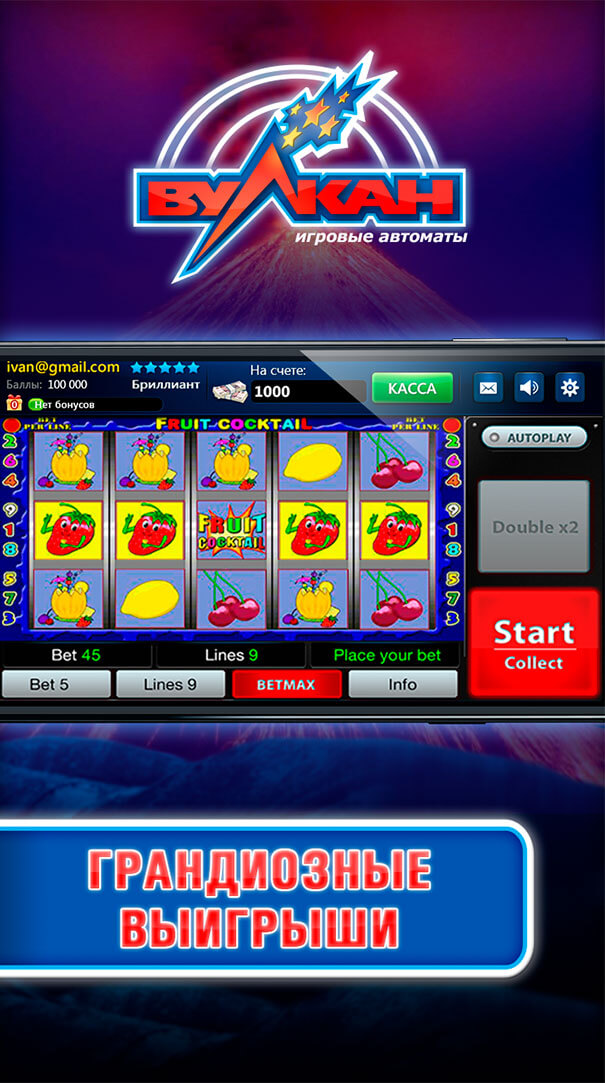 ВУЛКАН
игровые автоматы
ivan@gmail.com
Баллы: 100 000
Бриллиант
0
Нет бонусов
На счете:
1000
КАССА
BET PER LINE
FRUIT COCKTAIL
BET PER LINE
AUTOPLAY
2
6
4
9
1
8
5
7
3
FRUIT
COCKTAIL
2
6
4
9
1
8
5
7
3
Double x2
Start
Collect
Bet 45
Lines 9
Place your bet
Bet 5
Lines 9
BETMAX
Info
ГРАНДИОЗНЫЕ
ВЫИГРЫШИ